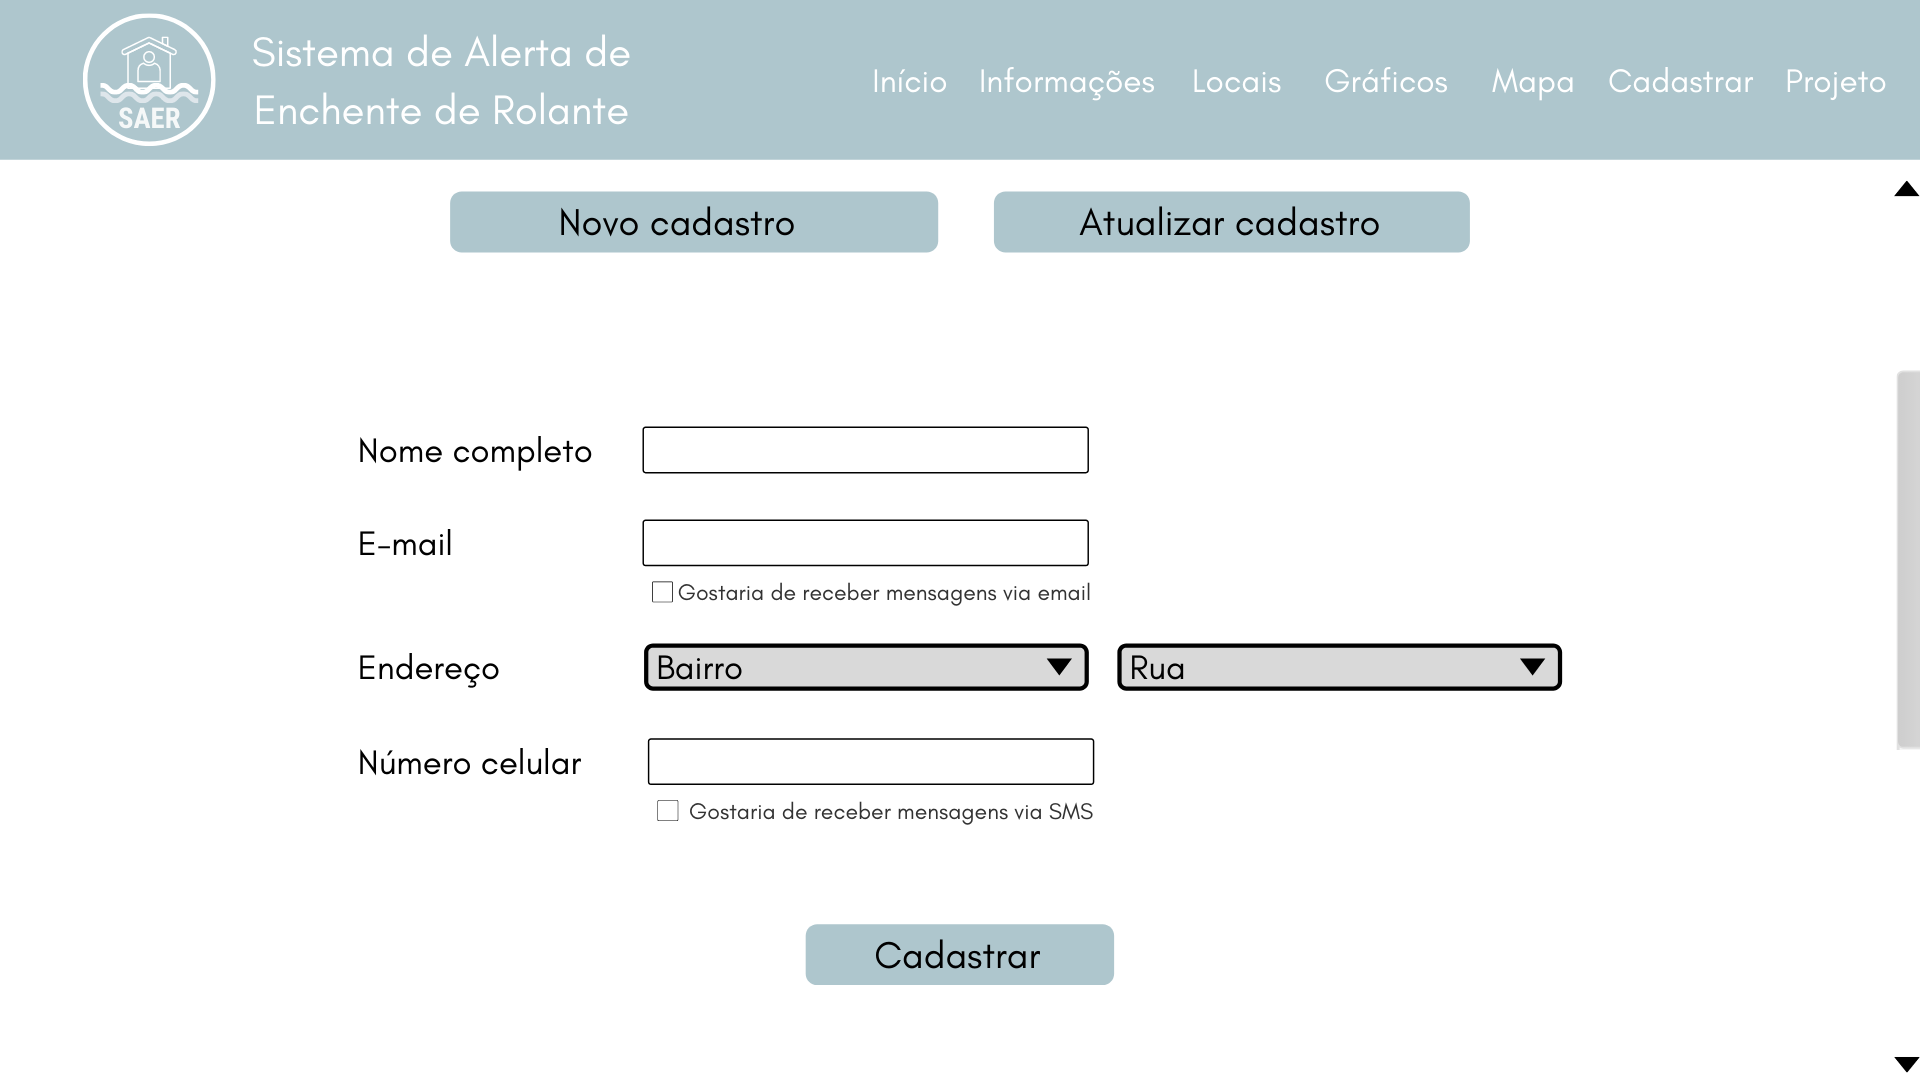 SAER
Sistema de Alerta de
Enchente de Rolante
Início Informações Locais Gráficos Mapa Cadastrar Projeto
Novo cadastro Atualizar cadastro
Nome completo
E-mail
Gostaria de receber mensagens via email
Endereço Bairro Rua
Número celular
Gostaria de receber mensagens via SMS
Cadastrar